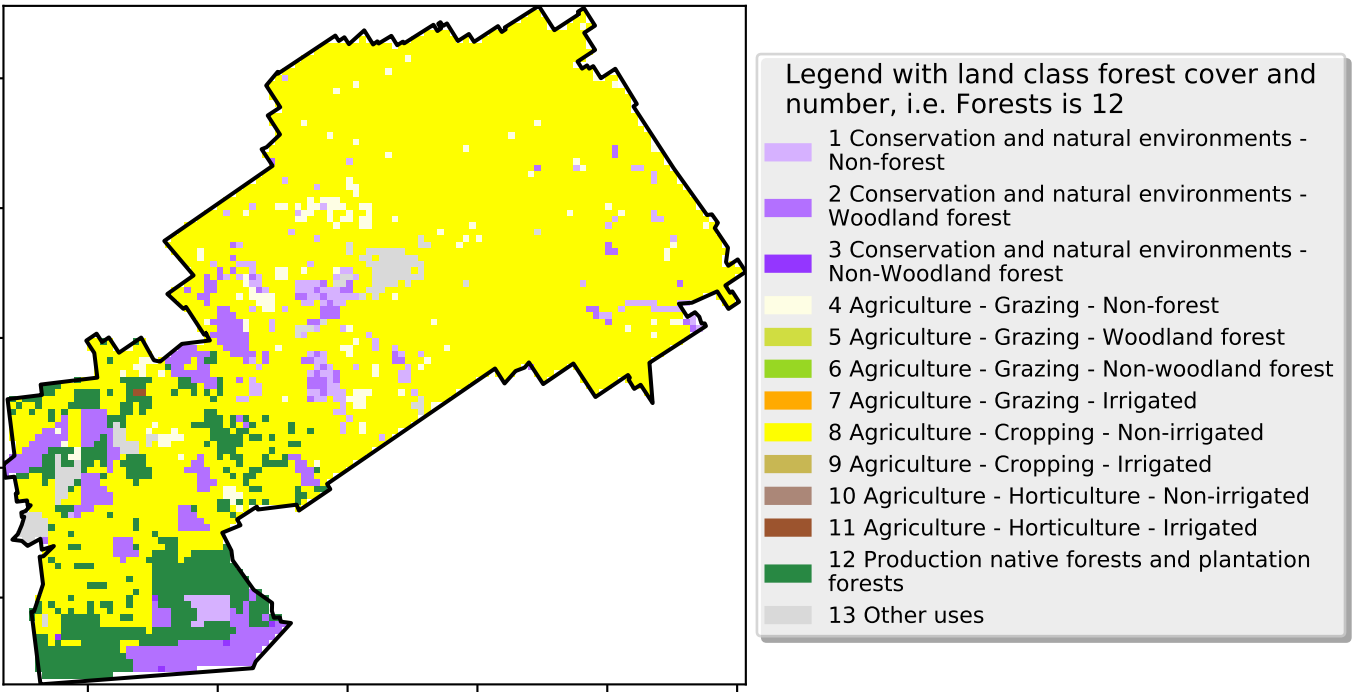 Legend with land class forest cover and
number, i.e. Forests is 12
1 Conservation and natural environments -
Non-forest
2 Conservation and natural environments -
Woodland forest
3 Conservation and natural environments -
Non-Woodland forest
4 Agriculture - Grazing - Non-forest
5 Agriculture - Grazing - Woodland forest
6 Agriculture - Grazing - Non-woodland forest
7 Agriculture - Grazing - Irrigated
8 Agriculture - Cropping - Non-irrigated
9 Agriculture - Cropping - Irrigated
10 Agriculture - Horticulture - Non-irrigated
11 Agriculture - Horticulture - Irrigated
12 Production native forests and plantation
forests
13 Other uses